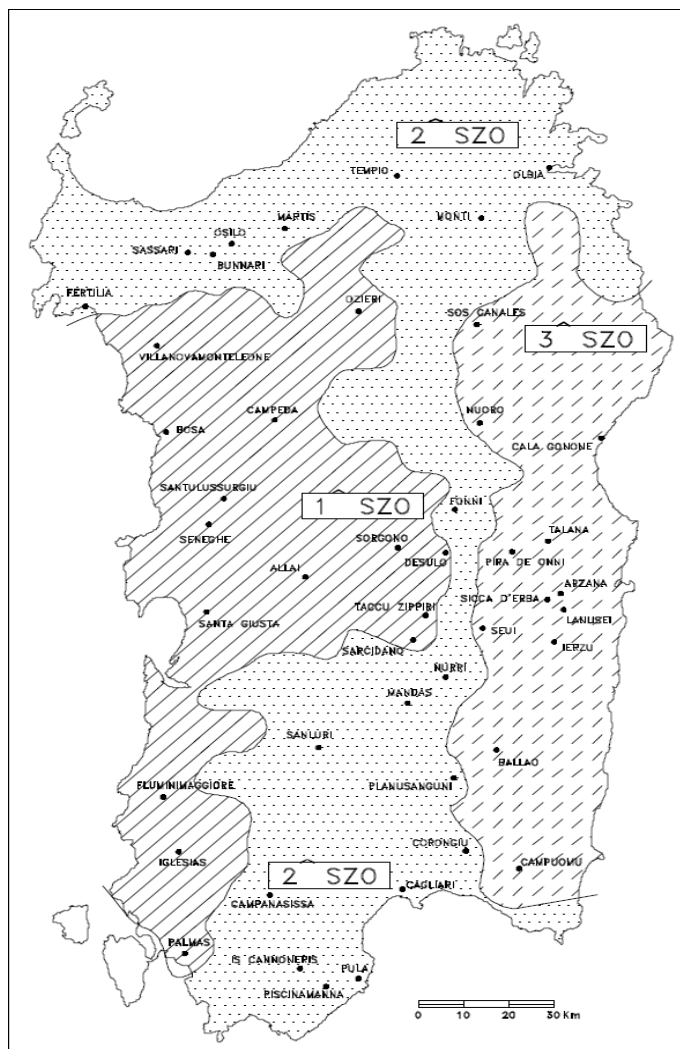 2^ SZO
TEMPIO
OLBIA
MARTIS
MONTI
OSILO
SASSARI
BUNNARI
FERTILIA
OZIERI
SOS CANALES
3^ SZO
VILLANOVAMONTELEONE
CAMPEDA
NUORO
BOSA
CALA GONONE
SANTULUSSURGIU
1^ SZO
FONNI
SENEGHE
TALANA
SORGONO
DESULO
PIRA DE ONNI
ALLAI
ARZANA
SICCA D'ERBA
TACCU ZIPPIRI
LANUSEI
SANTA GIUSTA
SEUI
SARCIDANO
IERZU
NURRI
MANDAS
SANLURI
BALLAO
FLUMINIMAGGIORE
PLANUSANGUNI
CORONGIU
IGLESIAS
CAMPUOMU
2^ SZO
CAGLIARI
CAMPANASISSA
PALMAS
IS CANNONERIS
PULA
PISCINAMANNA
0 10 20 30 Km